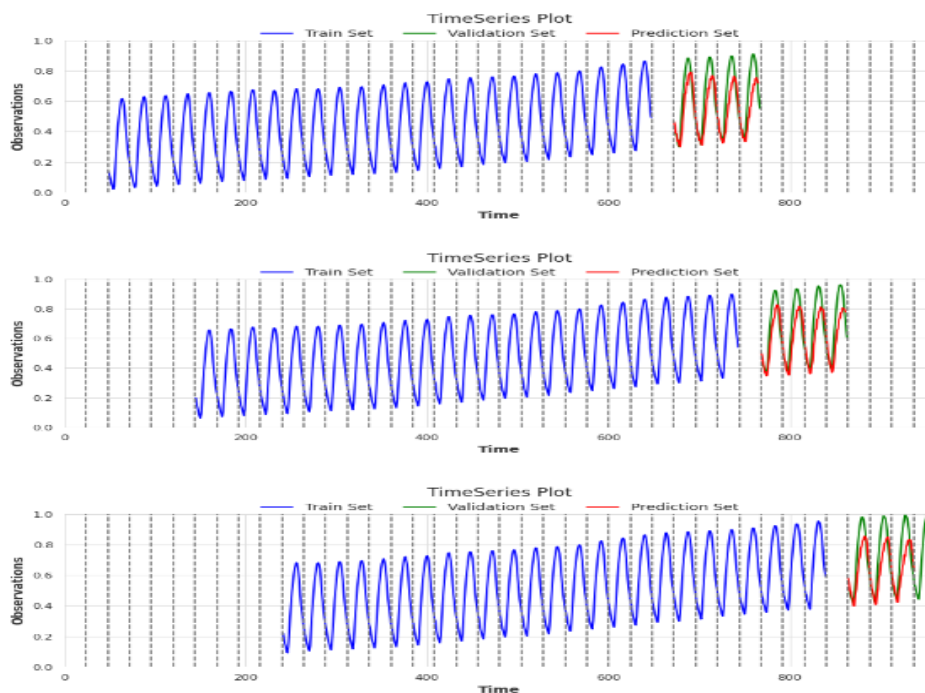 TimeSeries Plot
Train Set Validation Set Prediction Set
1.0
0.8
0.6
0.4
0.2
0.0
Observations
0 200 400 600 800
Time
TimeSeries Plot
Train Set Validation Set Prediction Set
1.0
0.8
0.6
0.4
0.2
0.0
Observations
0 200 400 600 800
Time
TimeSeries Plot
Train Set Validation Set Prediction Set
1.0
0.8
0.6
0.4
0.2
0.0
Observations
0 200 400 600 800
Time